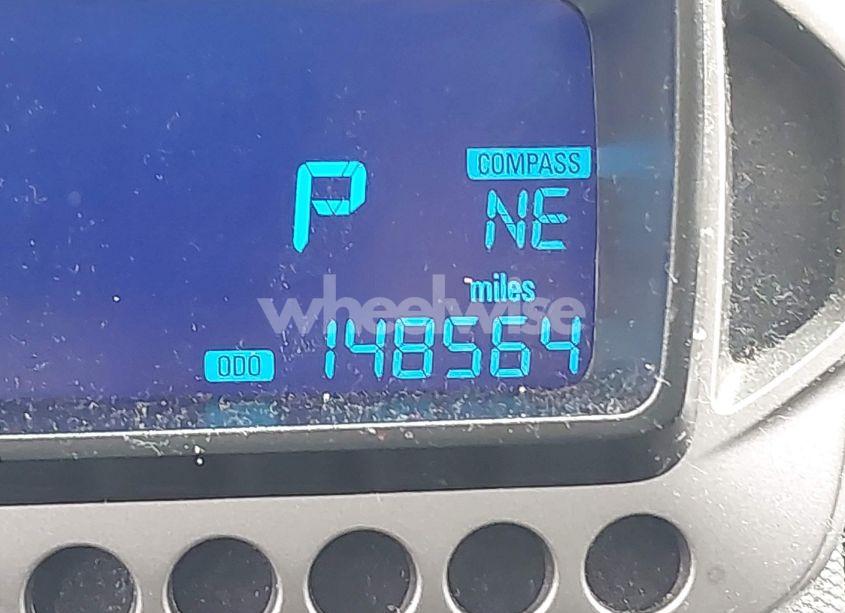 COMPASS
P NE
miles
wheelwise
ODO 148564